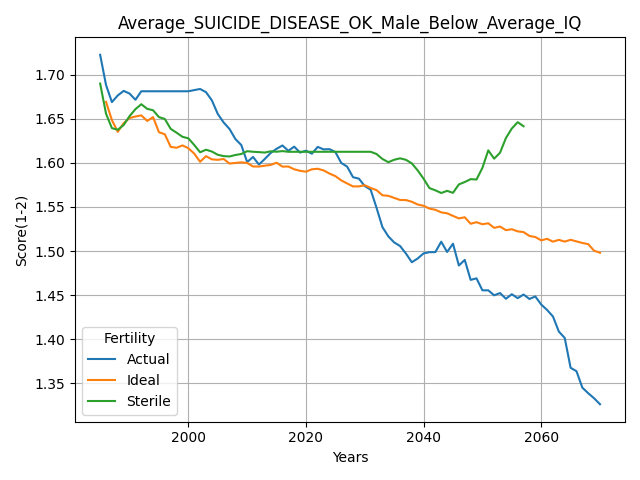 Average_SUICIDE_DISEASE_OK_Male_Below_Average_IQ
Score(1-2)
1.70
1.65
1.60
1.55
1.50
1.45
1.40
1.35
Fertility
Actual
Ideal
Sterile
2000
2020
2040
2060
Years